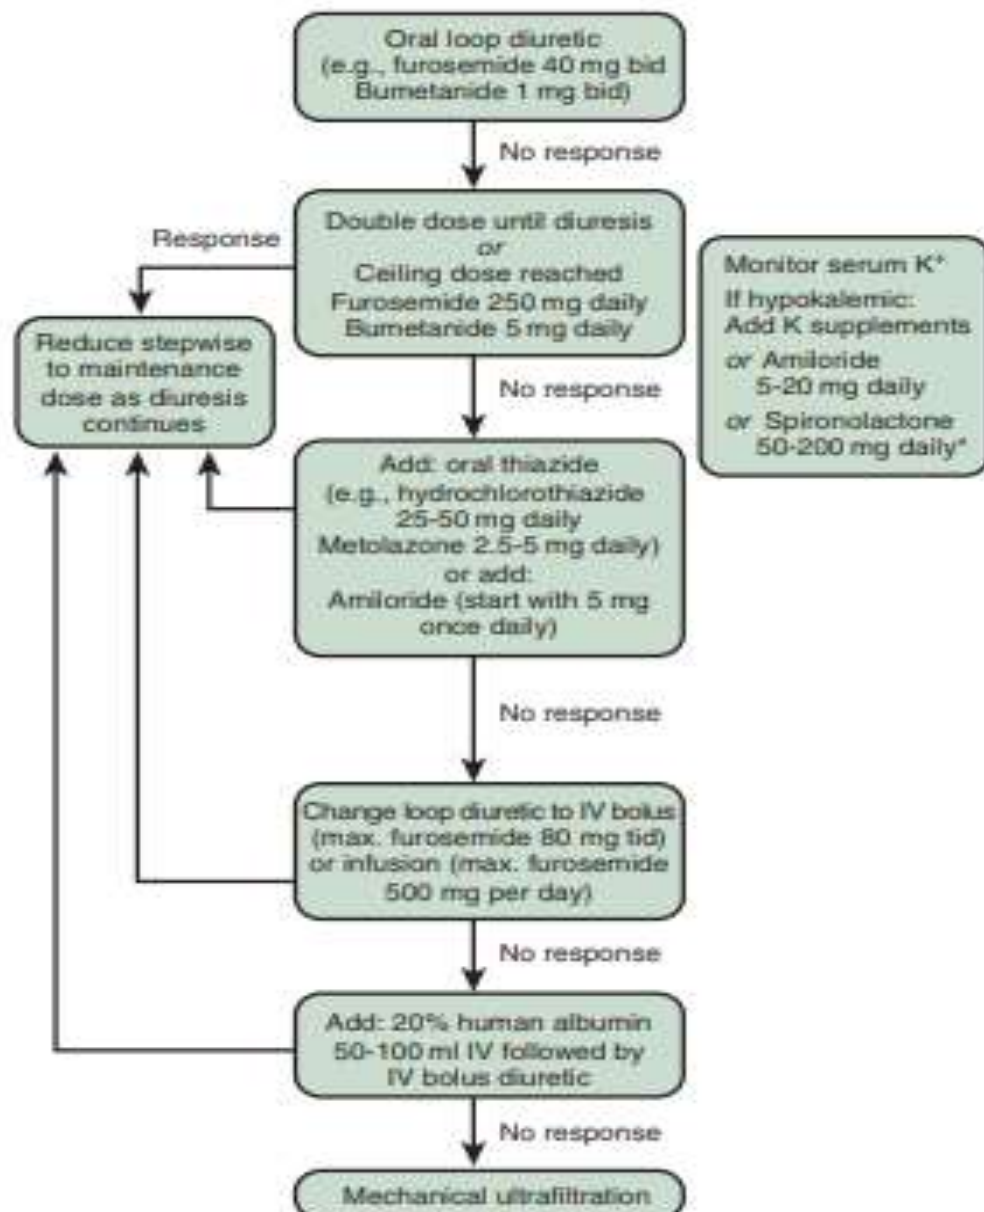 Oral loop diuretic
(e.g., furosemide 40 mg bid
Bumetanide 1 mg bid)
No response
Double dose until diuresis
or
Ceiling dose reached
Furosemide 250 mg daily
Bumetanide 5 mg daily
Response
Reduce stepwise
to maintenance
dose as diuresis
continues
Monitor serum K⁺
If hypokalemic:
Add K supplements
or Amiloride
5-20 mg daily
or Spironolactone
50-200 mg daily*
No response
Add: oral thiazide
(e.g., hydrochlorothiazide
25-50 mg daily
Metolazone 2.5-5 mg daily)
or add:
Amiloride (start with 5 mg
once daily)
No response
Change loop diuretic to IV bolus
(max. furosemide 80 mg tid)
or infusion (max. furosemide
500 mg per day)
No response
Add: 20% human albumin
50-100 ml IV followed by
IV bolus diuretic
No response
Mechanical ultrafiltration